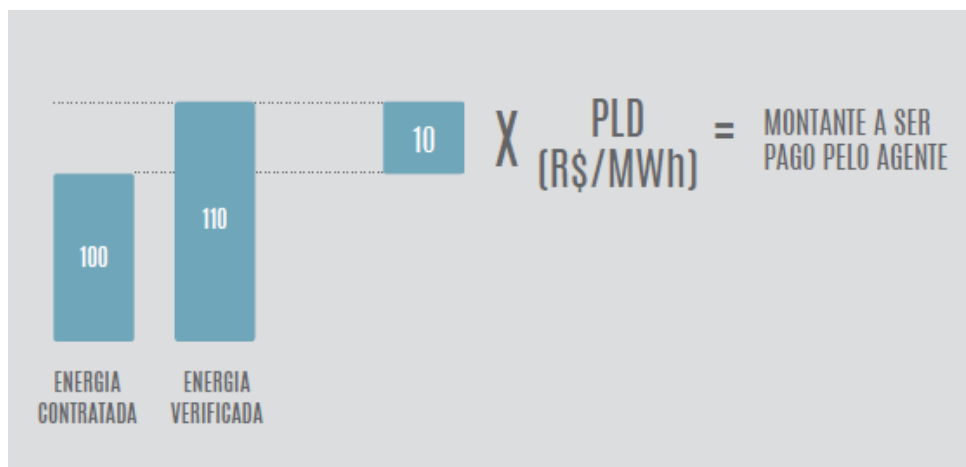 100
110
10
X
PLD
(R$/MWh)
=
MONTANTE A SER
PAGO PELO AGENTE
ENERGIA
CONTRATADA
ENERGIA
VERIFICADA